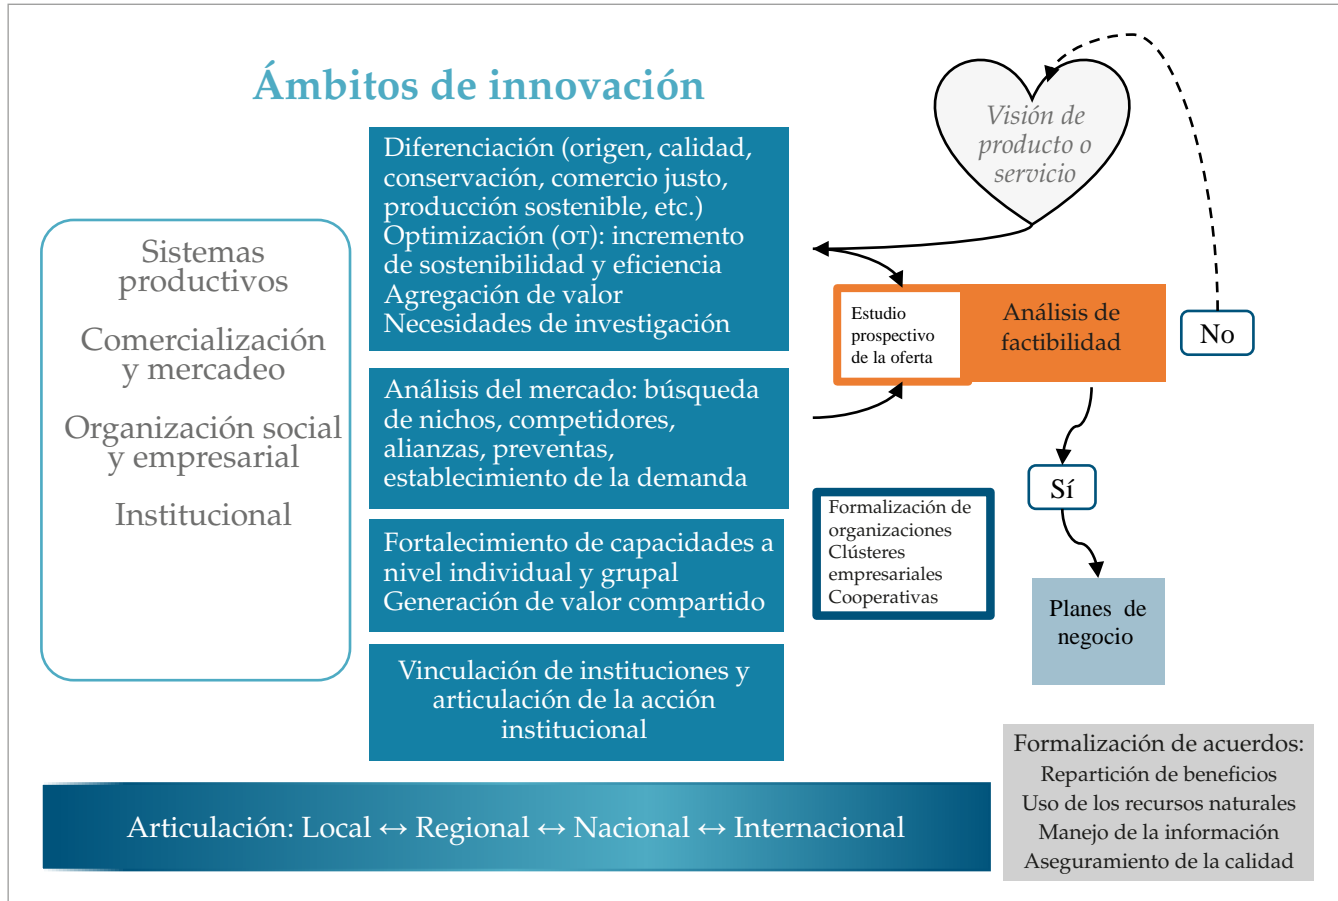 Ámbitos de innovación
Sistemas
productivos
Comercialización
y mercadeo
Organización social
y empresarial
Institucional
Diferenciación (origen, calidad,
conservación, comercio justo,
producción sostenible, etc.)
Optimización (OT): incremento
de sostenibilidad y eficiencia
Agregación de valor
Necesidades de investigación
Análisis del mercado: búsqueda
de nichos, competidores,
alianzas, preventas,
establecimiento de la demanda
Fortalecimiento de capacidades a
nivel individual y grupal
Generación de valor compartido
Vinculación de instituciones y
articulación de la acción
institucional
Visión de
producto o
servicio
Estudio
prospectivo
de la oferta
Análisis de
factibilidad
No
Sí
Formalización de
organizaciones
Clústeres
empresariales
Cooperativas
Planes de
negocio
Formalización de acuerdos:
Repartición de beneficios
Uso de los recursos naturales
Manejo de la información
Aseguramiento de la calidad
Articulación: Local ↔ Regional ↔ Nacional ↔ Internacional